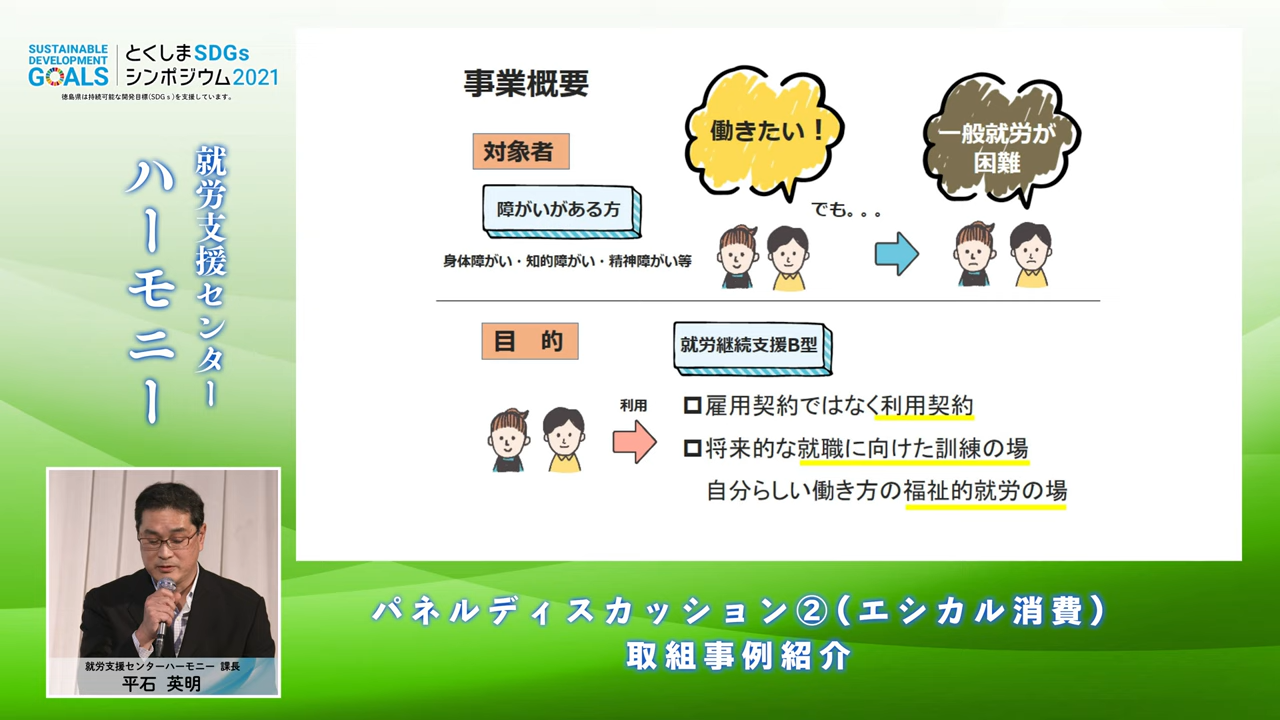 SUSTAINABLE
DEVELOPMENT
GOALS
とくしまSDGs
シンポジウム2021
徳島県は持続可能な開発目標(SDGs)を支援しています。
就労支援センター
ハーモニー
事業概要
対象者
障がいがある方
身体障がい・知的障がい・精神障がい等
働きたい！
でも。。。
一般就労が
困難
目 的
利用
就労継続支援B型
雇用契約ではなく利用契約
将来的な就職に向けた訓練の場
自分らしい働き方の福祉的就労の場
就労支援センターハーモニー 課長
平石 英明
パネルディスカッション②(エシカル消費)
取組事例紹介